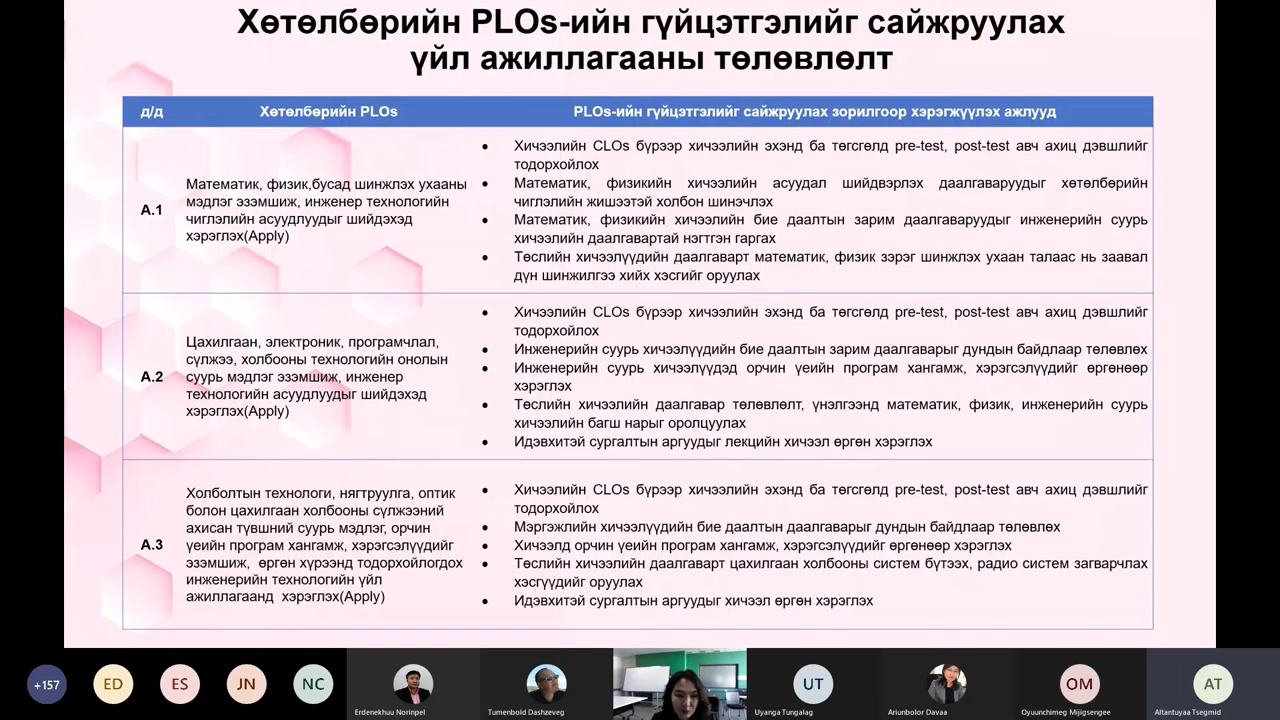 Хөтөлбөрийн PLOs-ийн гүйцэтгэлийг сайжруулах
үйл ажиллагааны төлөвлөлт
д/д
Хөтөлбөрийн PLOs
PLOs-ийн гүйцэтгэлийг сайжруулах зорилгоор хэрэгжүүлэх ажлууд
A.1
Математик, физик,бусад шинжлэх ухааны
мэдлэг эзэмшиж, инженер технологийн
чиглэлийн асуудлуудыг шийдэхэд
хэрэглэх(Apply)
• Хичээлийн CLOs бүрээр хичээлийн эхэнд ба төгсгөлд pre-test, post-test авч ахиц дэвшлийг
тодорхойлох
• Математик, физикийн хичээлийн асуудал шийдвэрлэх даалгаваруудыг хөтөлбөрийн
чиглэлийн жишээтэй холбон шинэчлэх
• Математик, физикийн хичээлийн бие даалтын зарим даалгаваруудыг инженерийн суурь
хичээлийн даалгавартай нэгтгэн гаргах
• Төслийн хичээлүүдийн даалгаварт математик, физик зэрэг шинжлэх ухаан талаас нь заавал
дүн шинжилгээ хийх хэсгийг оруулах
A.2
Цахилгаан, электроник, програмчлал,
сүлжээ, холбооны технологийн онолын
суурь мэдлэг эзэмшиж, инженер
технологийн асуудлуудыг шийдэхэд
хэрэглэх(Apply)
• Хичээлийн CLOs бүрээр хичээлийн эхэнд ба төгсгөлд pre-test, post-test авч ахиц дэвшлийг
тодорхойлох
• Инженерийн суурь хичээлүүдийн бие даалтын зарим даалгаварыг дундын байдлаар төлөвлөх
• Инженерийн суурь хичээлүүдэд орчин үеийн програм хангамж, хэрэгсэлүүдийг өргөнөөр
хэрэглэх
• Төслийн хичээлийн даалгавар төлөвлөлт, үнэлгээнд математик, физик, инженерийн суурь
хичээлийн багш нарыг оролцуулах
• Идэвхитэй сургалтын аргуудыг лекцийн хичээл өргөн хэрэглэх
A.3
Холболтын технологи, нягтруулга, оптик
болон цахилгаан холбооны сүлжээний
ахисан түвшний суурь мэдлэг, орчин
үеийн програм хангамж, хэрэгсэлүүдийг
эзэмшиж, өргөн хүрээнд тодорхойлогдох
инженерийн технологийн үйл
ажиллагаанд хэрэглэх(Apply)
• Хичээлийн CLOs бүрээр хичээлийн эхэнд ба төгсгөлд pre-test, post-test авч ахиц дэвшлийг
тодорхойлох
• Мэргэжлийн хичээлүүдийн бие даалтын даалгаварыг дундын байдлаар төлөвлөх
• Хичээлд орчин үеийн програм хангамж, хэрэгсэлүүдийг өргөнөөр хэрэглэх
• Төслийн хичээлийн даалгаварт цахилгаан холбооны систем бүтээх, радио систем загварчлах
хэсгүүдийг оруулах
• Идэвхитэй сургалтын аргуудыг хичээл өргөн хэрэглэх
+157
ED
ES
JN
NC
Erdenekhuu Norinpel
Tumenbold Dashzeveg
UT
Uyanga Tungalag
Ariunbolor Davaa
OM
Oyuunchimeg Mijigsengee
AT
Altantuyaa Tsegmid